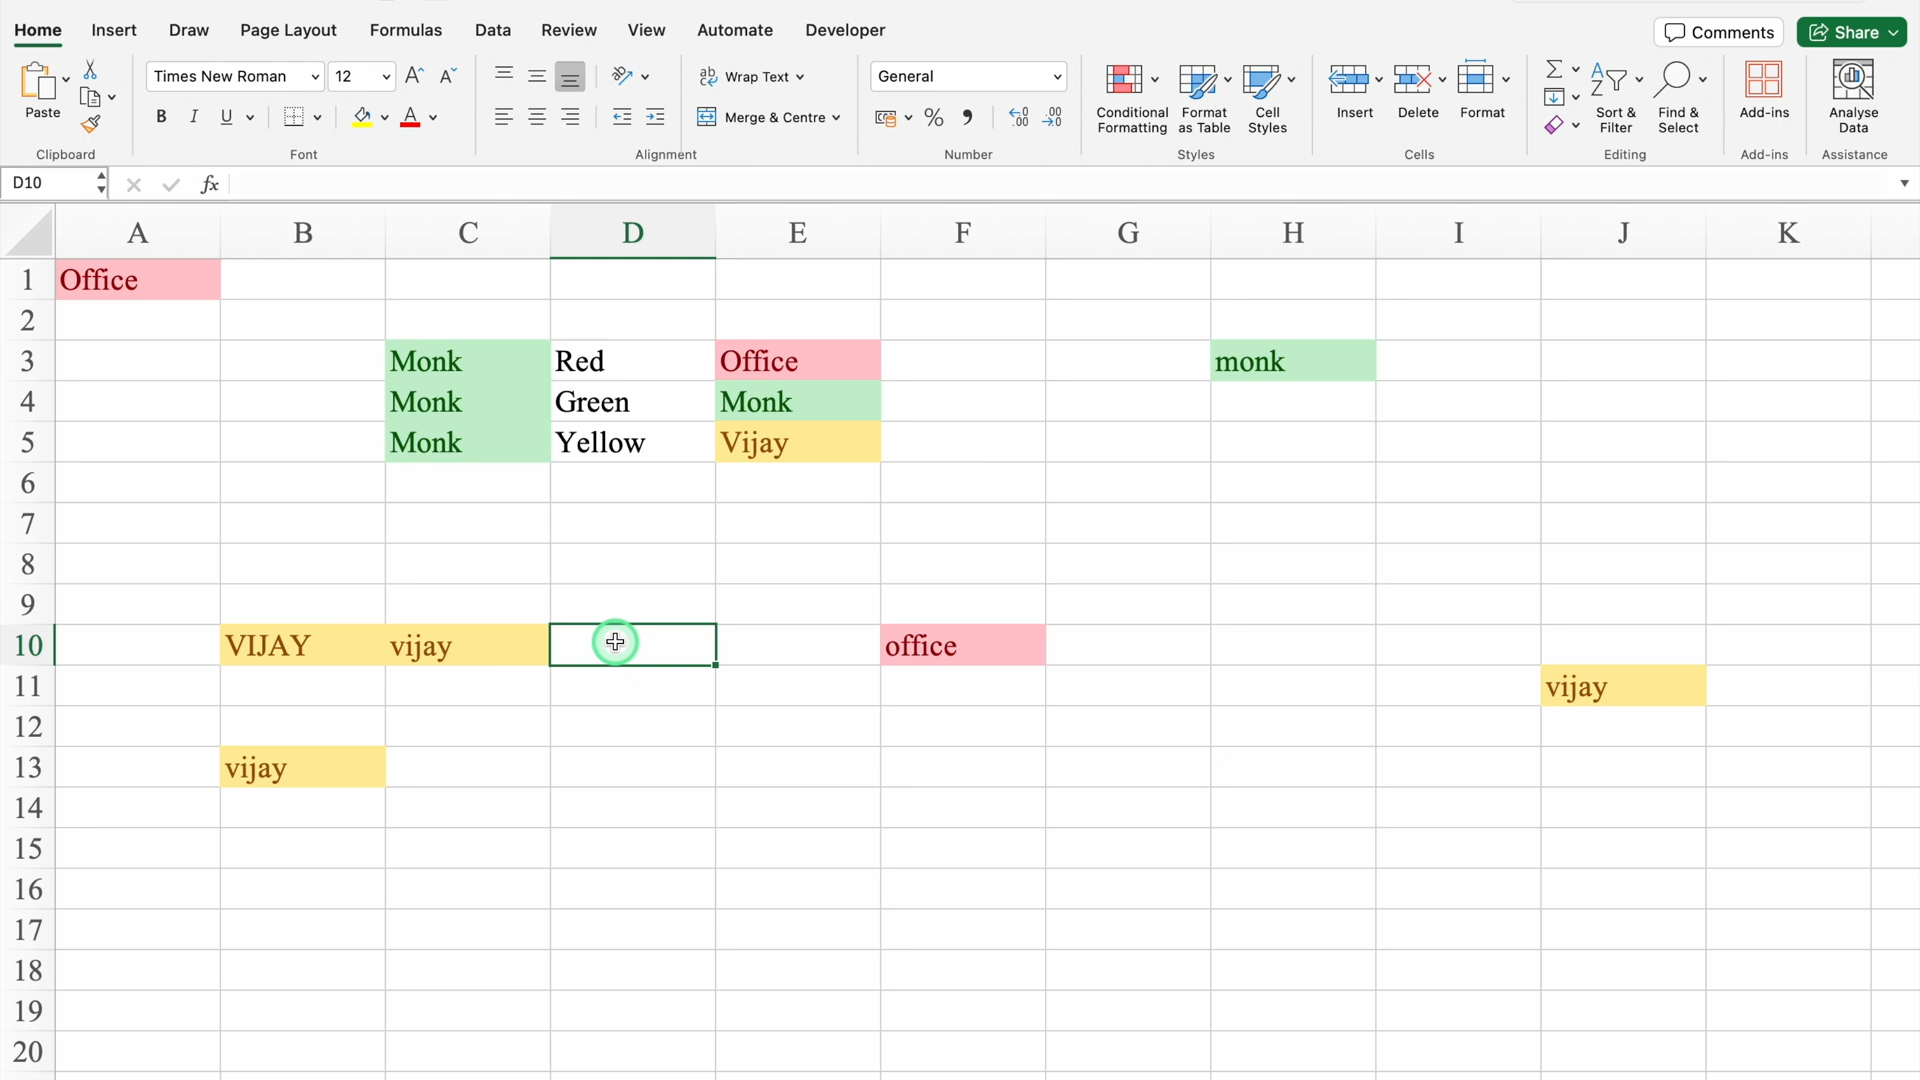 Home Insert Draw Page Layout Formulas Data Review View Automate Developer Comments Share
Times New Roman 12 A A ab Wrap Text General
Paste B I U A Merge & Centre % , Conditional Formatting Format as Table Cell Styles Insert Delete Format Sort & Filter Find & Select Add-ins Analyse Data
Clipboard Font Alignment Number Styles Cells Editing Add-ins Assistance
D10 fx
A B C D E F G H I J K
1 Office
2
3 Monk Red Office monk
4 Monk Green Monk
5 Monk Yellow Vijay
6
7
8
9
10 VIJAY vijay office
11 vijay
12
13 vijay
14
15
16
17
18
19
20